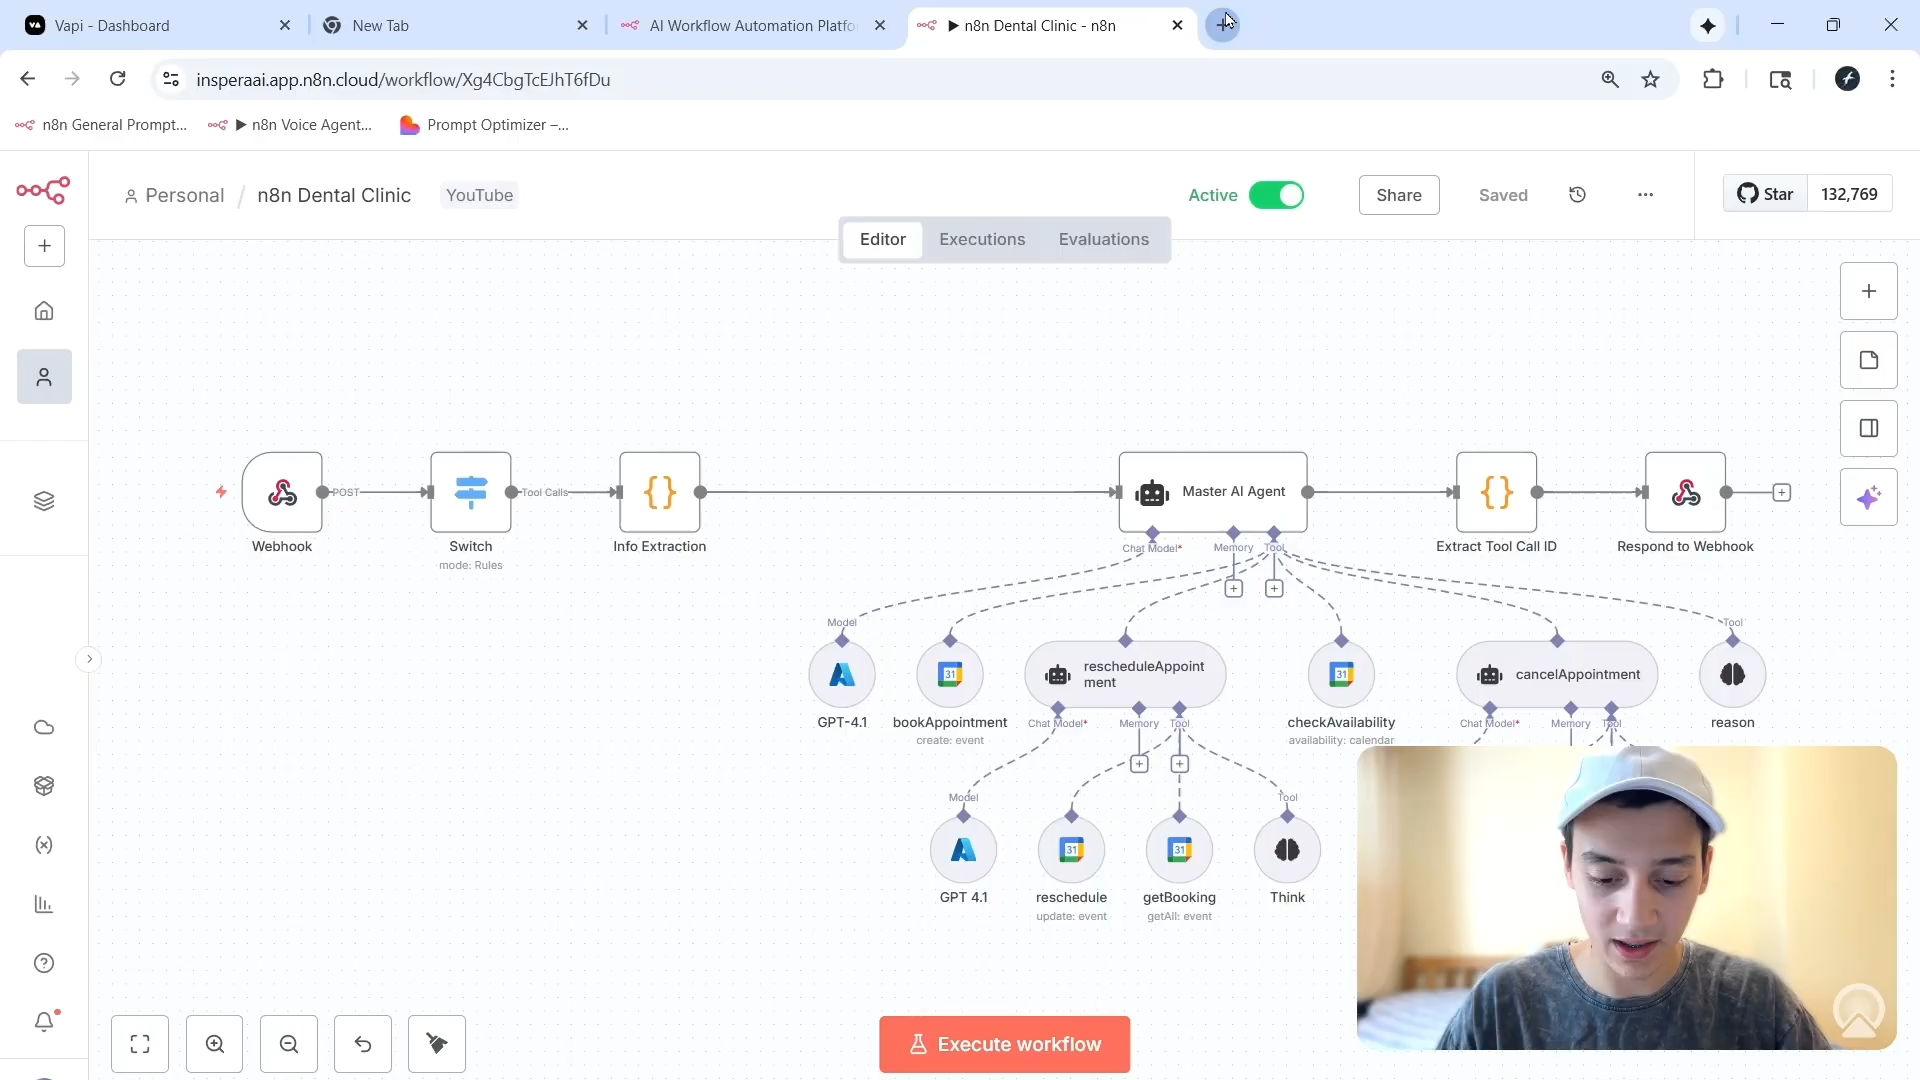 Vapi - Dashboard
New Tab
AI Workflow Automation Platfo
▶ n8n Dental Clinic - n8n
insperaai.app.n8n.cloud/workflow/Xg4CbgTcEJhT6fDu
n8n General Prompt...
▶ n8n Voice Agent...
Prompt Optimizer –...
Personal / n8n Dental Clinic
YouTube
Active
Share
Saved
Star
132,769
Editor
Executions
Evaluations
POST
Tool Calls
Master AI Agent
Webhook
Switch
mode: Rules
Info Extraction
Chat Model*
Memory
Tool
Extract Tool Call ID
Respond to Webhook
Model
Tool
31
rescheduleAppoint
ment
31
cancelAppointment
GPT-4.1
bookAppointment
create: event
Chat Model*
Memory
Tool
checkAvailability
availability: calendar
Chat Model*
Memory
Tool
reason
Model
Tool
31
31
GPT 4.1
reschedule
update: event
getBooking
getAll: event
Think
Execute workflow